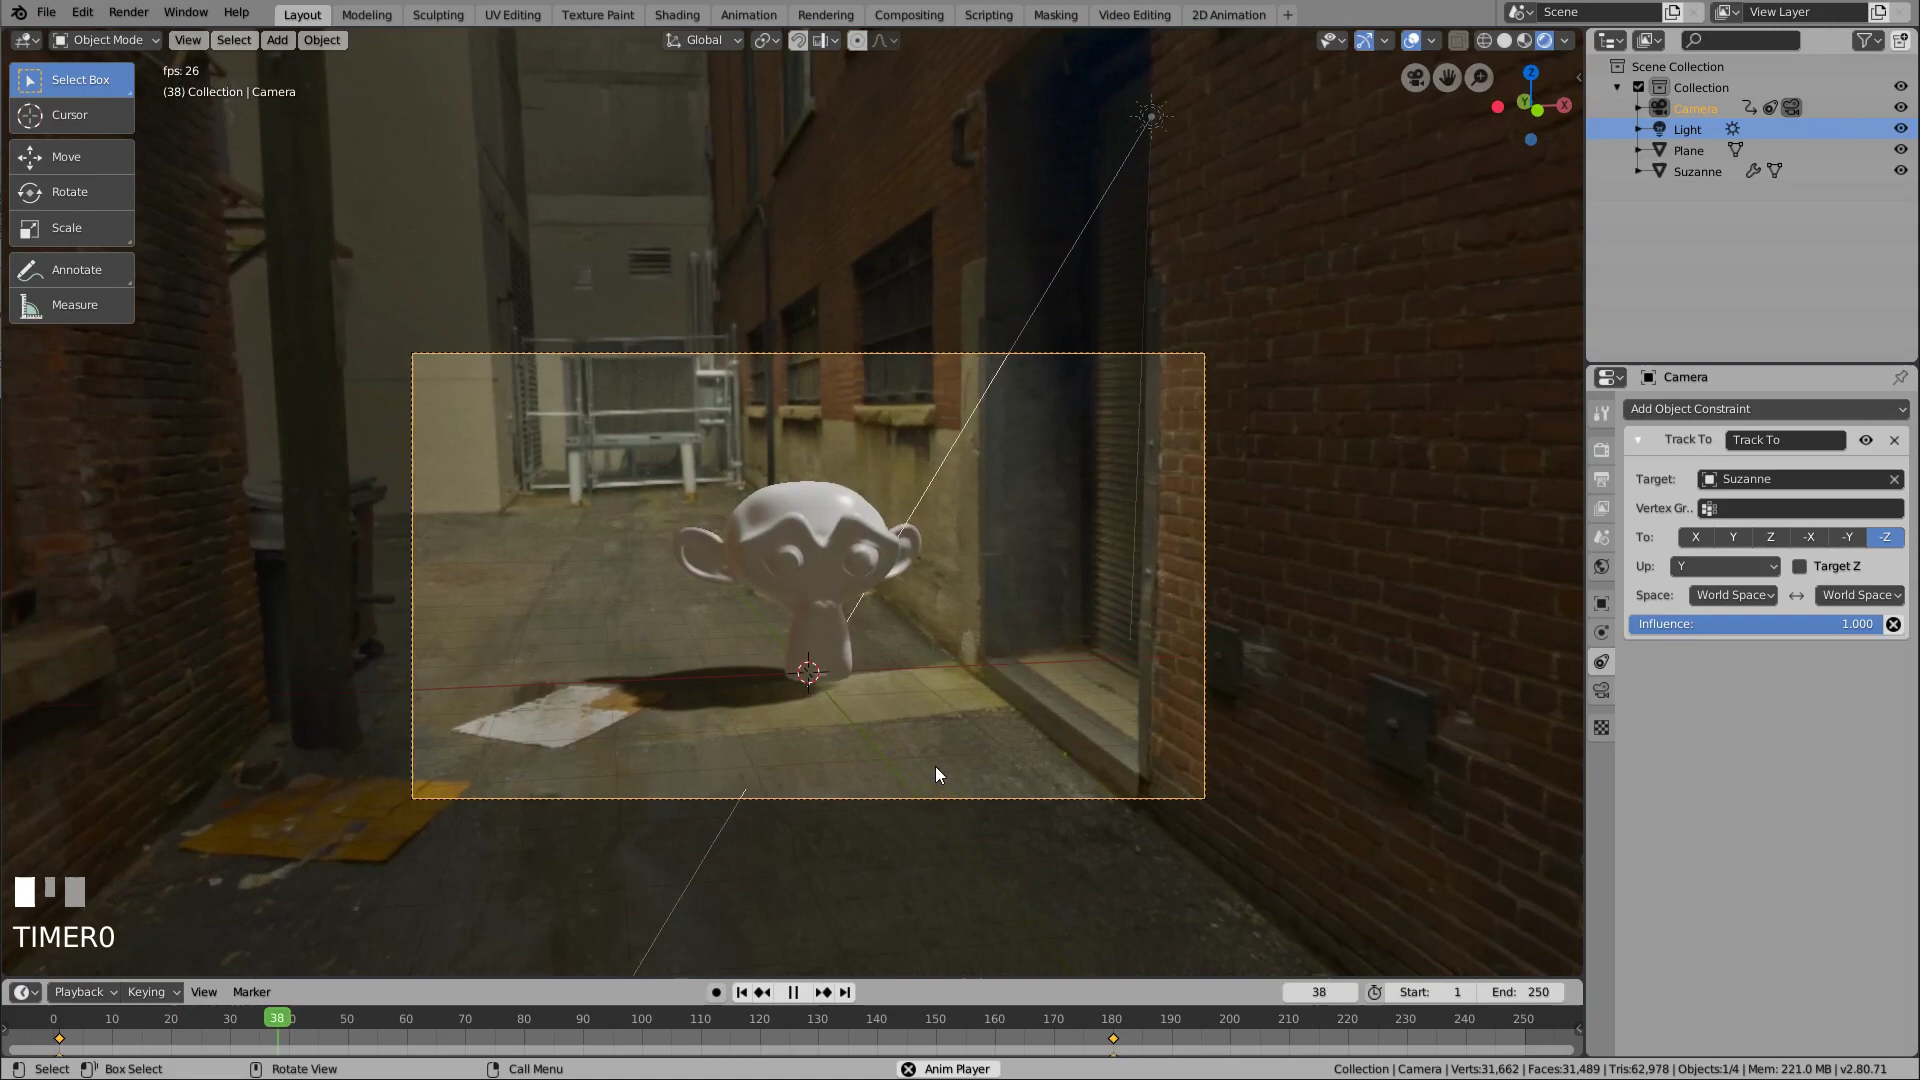 File Edit Render Window Help Layout Modeling Sculpting UV Editing Texture Paint Shading Animation Rendering Compositing Scripting Masking Video Editing 2D Animation + Scene View Layer
Object Mode View Select Add Object Global
Select Box
Cursor
Move
Rotate
Scale
Annotate
Measure
fps: 26
(38) Collection | Camera
Z
Y
X
Scene Collection
Collection
Camera
Light
Plane
Suzanne
Camera
Add Object Constraint
Track To Track To
Target: Suzanne
Vertex Gr..
To: X Y Z -X -Y -Z
Up: Y Target Z
Space: World Space World Space
Influence: 1.000
TIMER0
Playback Keying View Marker 38 Start: 1 End: 250
0 10 20 30 38 50 60 70 80 90 100 110 120 130 140 150 160 170 180 190 200 210 220 230 240 250
Select Box Select Rotate View Call Menu Anim Player Collection | Camera | Verts:31,662 | Faces:31,489 | Tris:62,978 | Objects:1/4 | Mem: 221.0 MB | v2.80.71